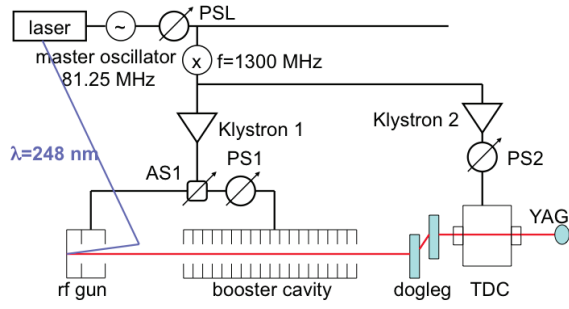 laser
~
PSL
master oscillator
81.25 MHz
x
f=1300 MHz
Klystron 1
Klystron 2
λ=248 nm
AS1
PS1
PS2
YAG
rf gun
booster cavity
dogleg
TDC